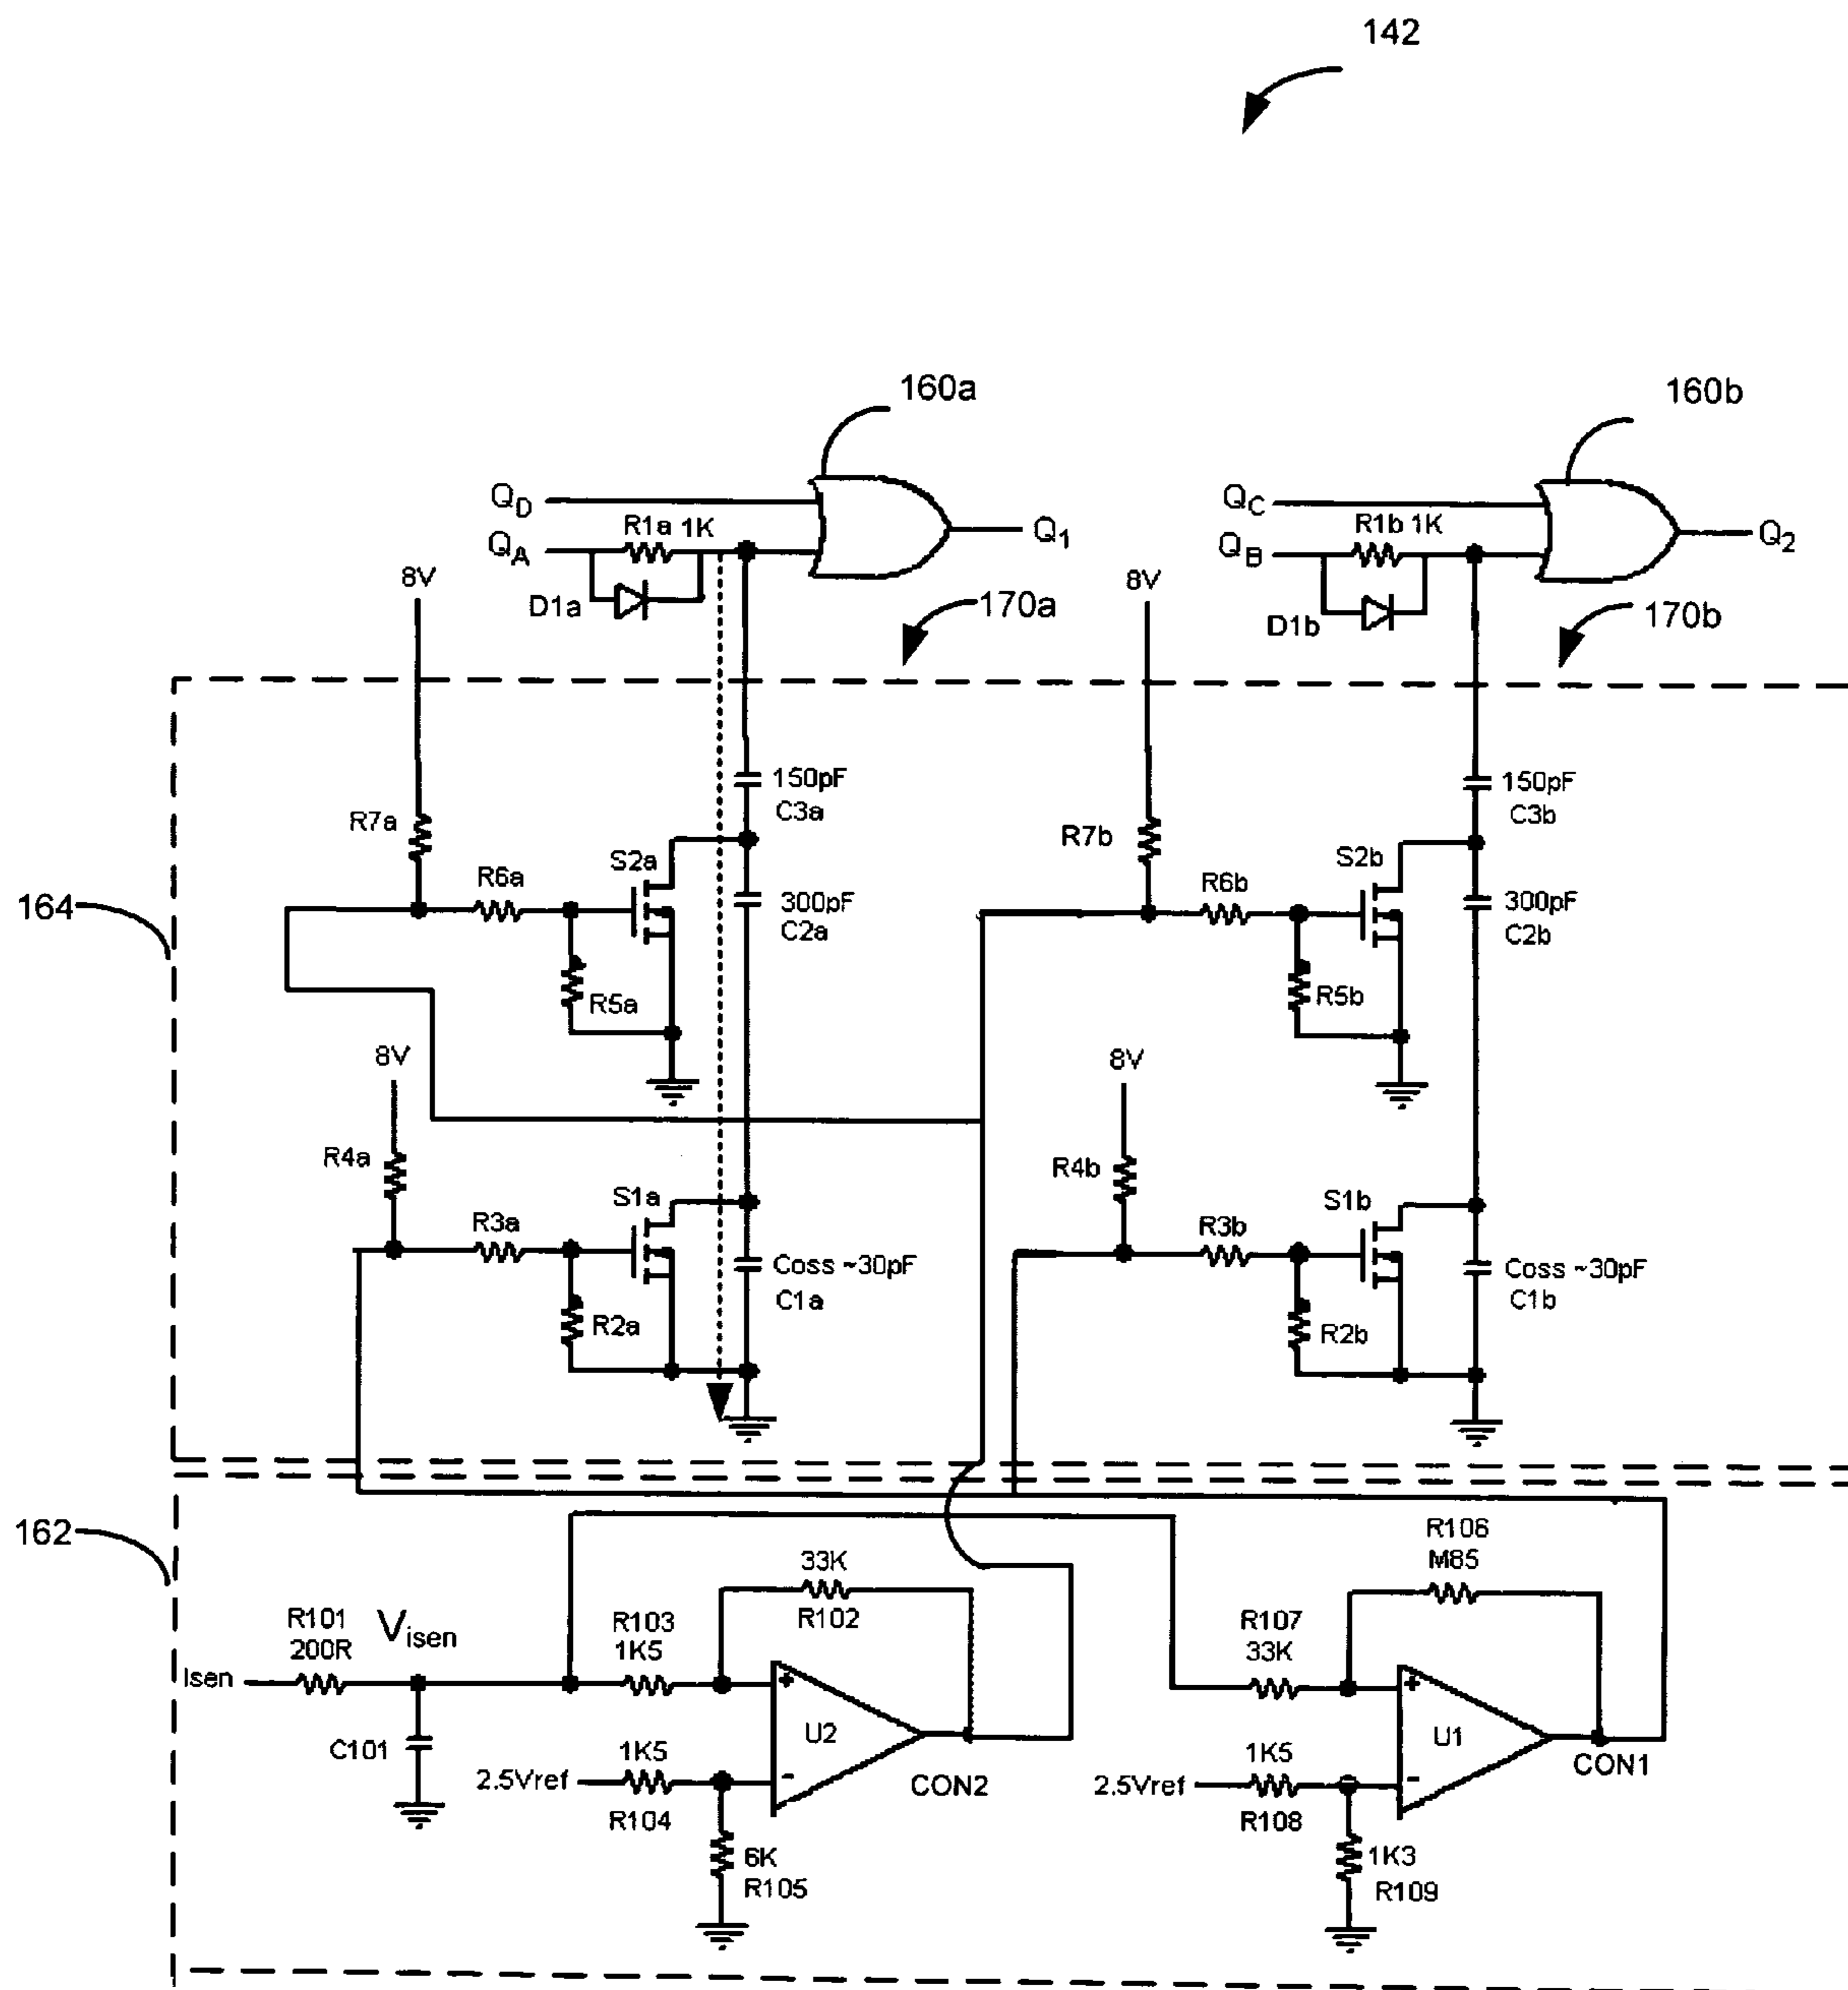 142
160a
160b
QD
R1a 1K
QA
Q1
D1a
8V
170a
QC
R1b 1K
QB
Q2
D1b
8V
170b
150pF
C3a
R7a
S2a
R6a
300pF
C2a
R5a
150pF
C3b
R7b
S2b
R6b
300pF
C2b
R5b
164
8V
R4a
S1a
R3a
Coss ~30pF
C1a
R2a
8V
R4b
S1b
R3b
Coss ~30pF
C1b
R2b
162
R101
200R
Visen
Isen
C101
R103
1K5
33K
R102
+
U2
-
1K5
2.5Vref
R104
CON2
6K
R105
R106
M85
R107
33K
+
U1
-
CON1
1K5
2.5Vref
R108
1K3
R109